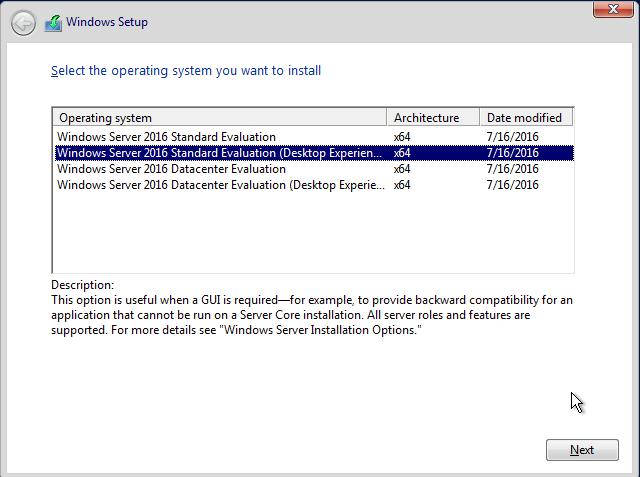 Windows Setup
Select the operating system you want to install
Operating system Architecture Date modified
Windows Server 2016 Standard Evaluation x64 7/16/2016
Windows Server 2016 Standard Evaluation (Desktop Experien... x64 7/16/2016
Windows Server 2016 Datacenter Evaluation x64 7/16/2016
Windows Server 2016 Datacenter Evaluation (Desktop Experie... x64 7/16/2016
Description:
This option is useful when a GUI is required—for example, to provide backward compatibility for an
application that cannot be run on a Server Core installation. All server roles and features are
supported. For more details see "Windows Server Installation Options."
Next